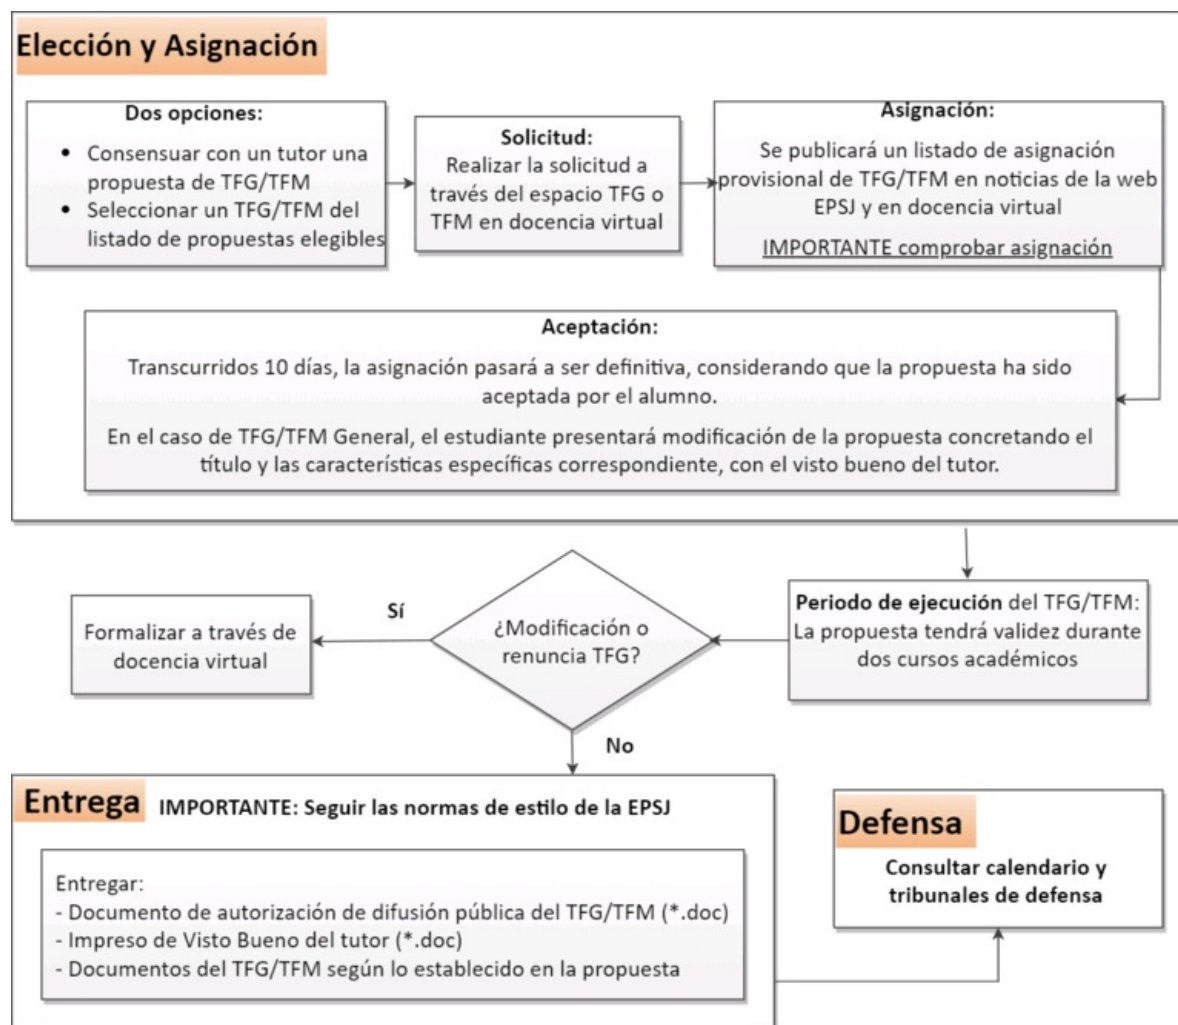 Elección y Asignación
Dos opciones:
• Consensuar con un tutor una
propuesta de TFG/TFM
• Seleccionar un TFG/TFM del
listado de propuestas elegibles
Solicitud:
Realizar la solicitud a
través del espacio TFG o
TFM en docencia virtual
Asignación:
Se publicará un listado de asignación
provisional de TFG/TFM en noticias de la web
EPSJ y en docencia virtual
IMPORTANTE comprobar asignación
Aceptación:
Transcurridos 10 días, la asignación pasará a ser definitiva, considerando que la propuesta ha sido
aceptada por el alumno.
En el caso de TFG/TFM General, el estudiante presentará modificación de la propuesta concretando el
título y las características específicas correspondiente, con el visto bueno del tutor.
Periodo de ejecución del TFG/TFM:
La propuesta tendrá validez durante
dos cursos académicos
¿Modificación o
renuncia TFG?
Sí
Formalizar a través de
docencia virtual
No
Entrega IMPORTANTE: Seguir las normas de estilo de la EPSJ
Entregar:
- Documento de autorización de difusión pública del TFG/TFM (*.doc)
- Impreso de Visto Bueno del tutor (*.doc)
- Documentos del TFG/TFM según lo establecido en la propuesta
Defensa
Consultar calendario y
tribunales de defensa